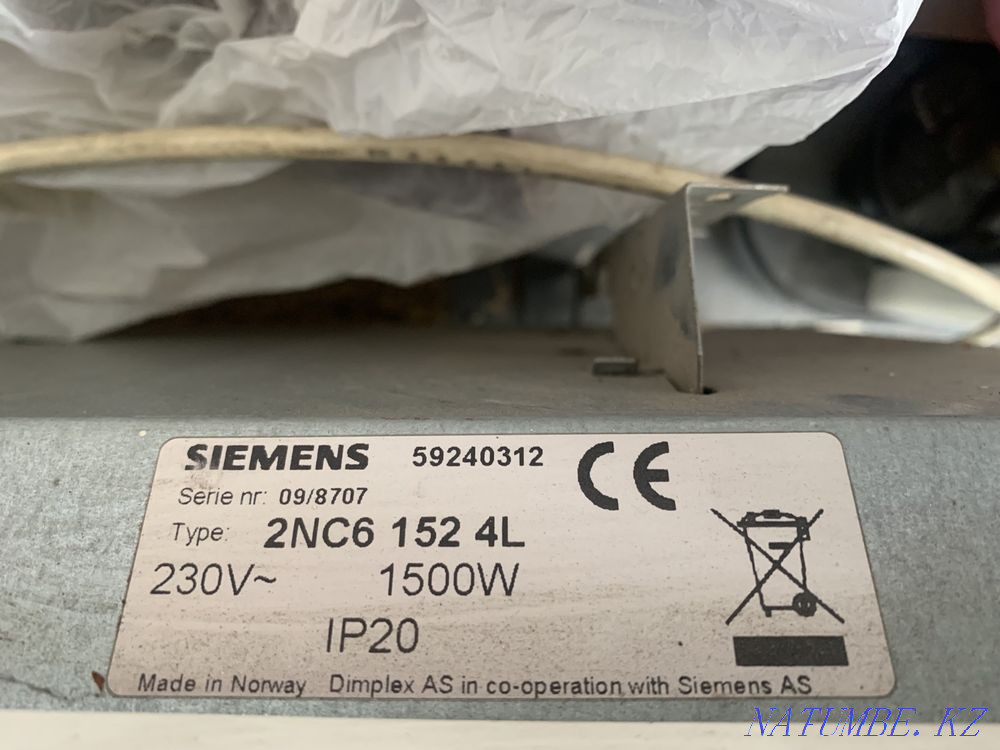 SIEMENS 59240312
CE
Serie nr: 09/8707
Type: 2NC6 152 4L
230V~ 1500W
IP20
Made in Norway Dimplex AS in co-operation with Siemens AS
NATUMBE.KZ